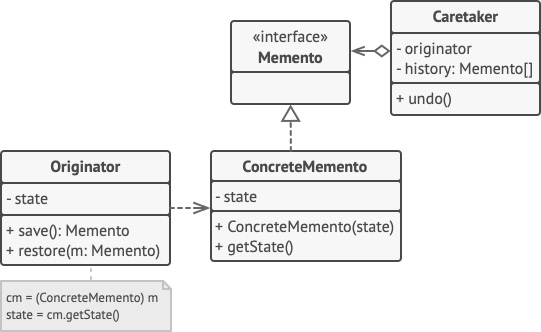 «interface»
Memento
Caretaker
- originator
- history: Memento[]
+ undo()
Originator
- state
+ save(): Memento
+ restore(m: Memento)
ConcreteMemento
- state
+ ConcreteMemento(state)
+ getState()
cm = (ConcreteMemento) m
state = cm.getState()